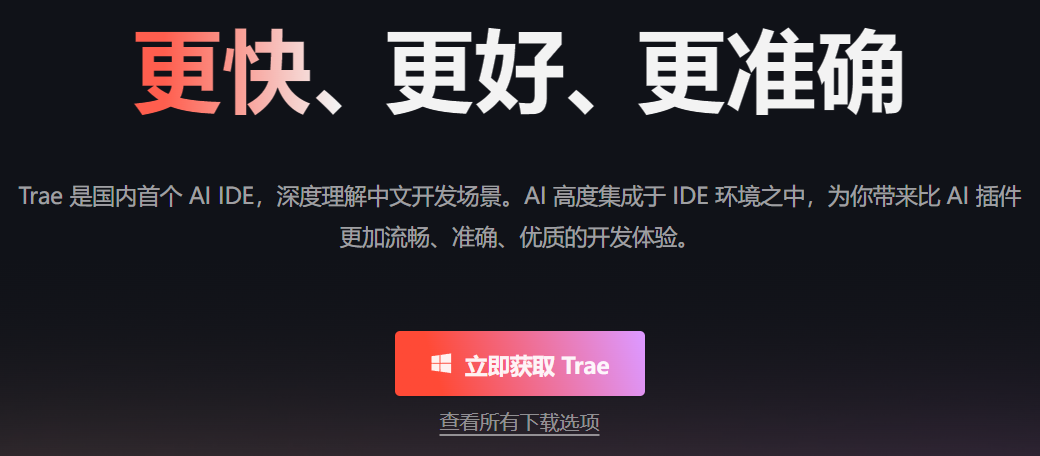 更快、更好、更准确
Trae 是国内首个 AI IDE，深度理解中文开发场景。AI 高度集成于 IDE 环境之中，为你带来比 AI 插件
更加流畅、准确、优质的开发体验。
立即获取 Trae
查看所有下载选项